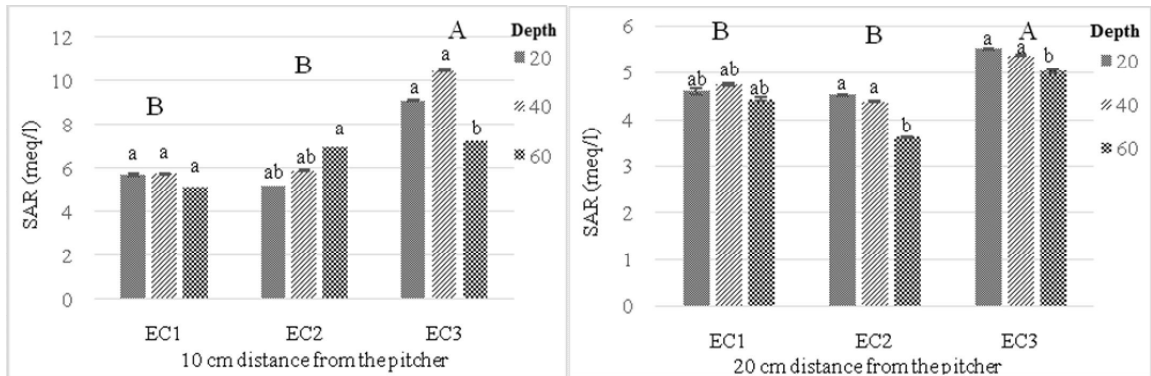 12
10
8
6
4
2
0
SAR (meq/l)
B
B
A
a a a
ab ab a
a a b
EC1 EC2 EC3
10 cm distance from the pitcher
Depth
20
40
60
6
5
4
3
2
1
0
SAR (meq/l)
B
B
A
ab ab ab
a a b
a a b
EC1 EC2 EC3
20 cm distance from the pitcher
Depth
20
40
60